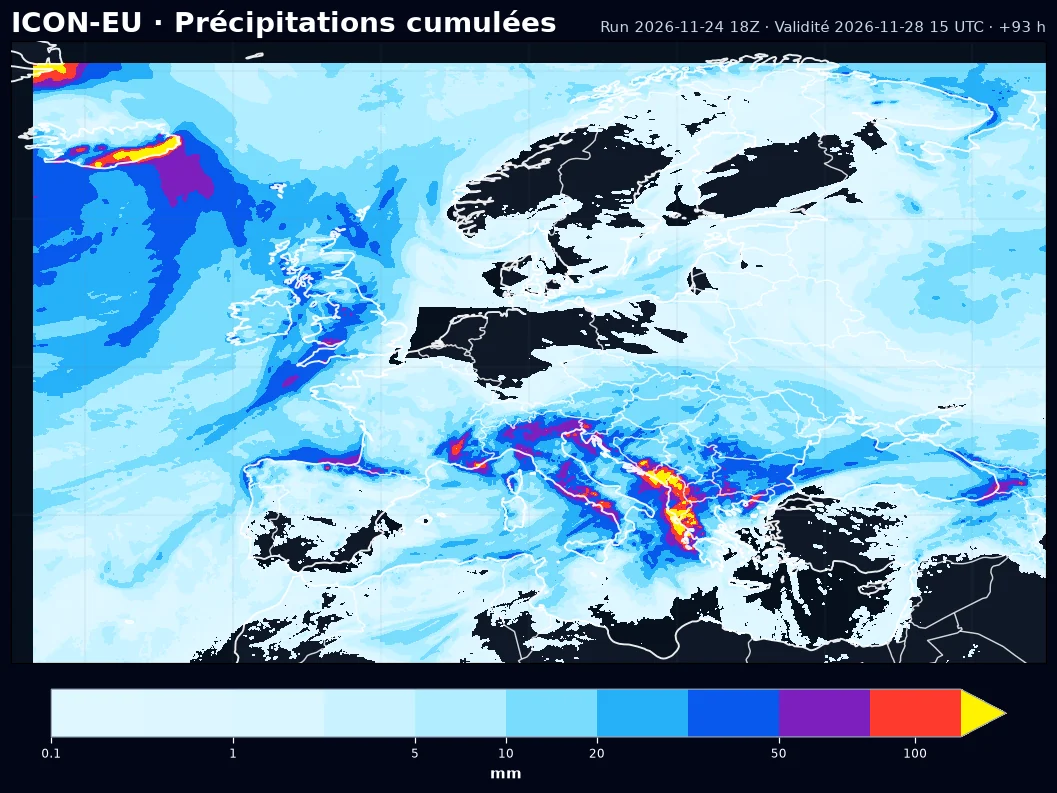 ICON-EU · Précipitations cumulées
Run 2026-11-24 18Z · Validité 2026-11-28 15 UTC · +93 h
0.1 1 5 10 20 50 100
mm